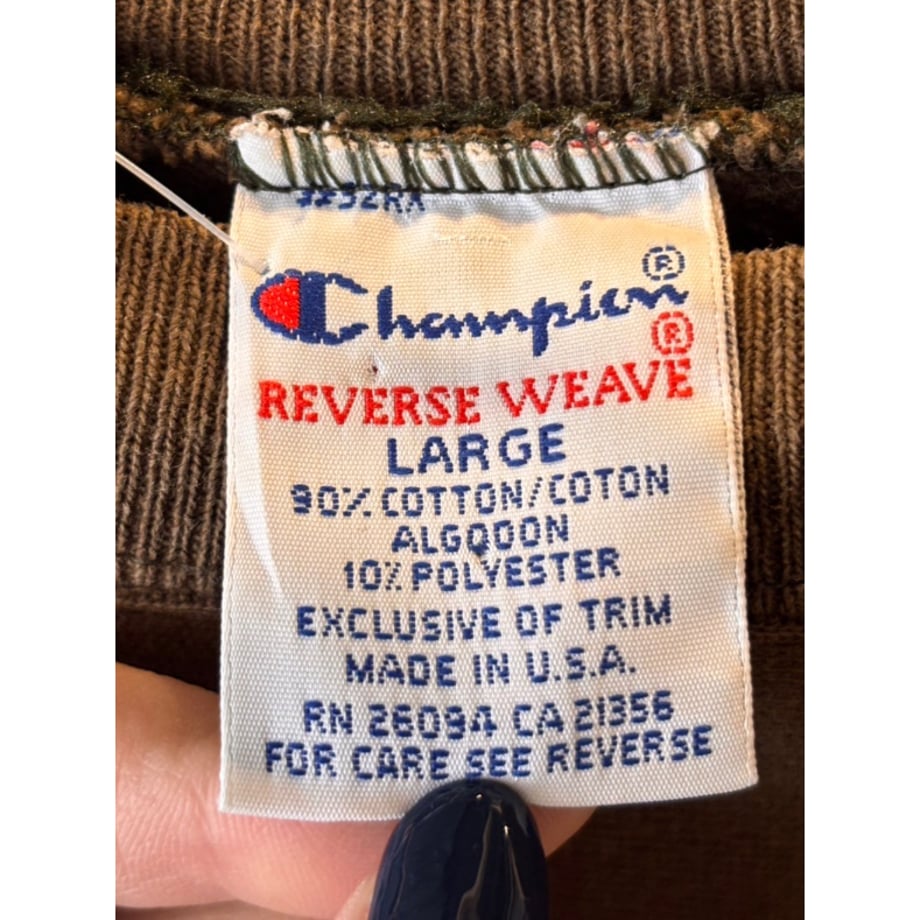 Champion®
REVERSE WEAVE®
LARGE
90% COTTON/COTON
ALGODON
10% POLYESTER
EXCLUSIVE OF TRIM
MADE IN U.S.A.
RN 26094 CA 21356
FOR CARE SEE REVERSE